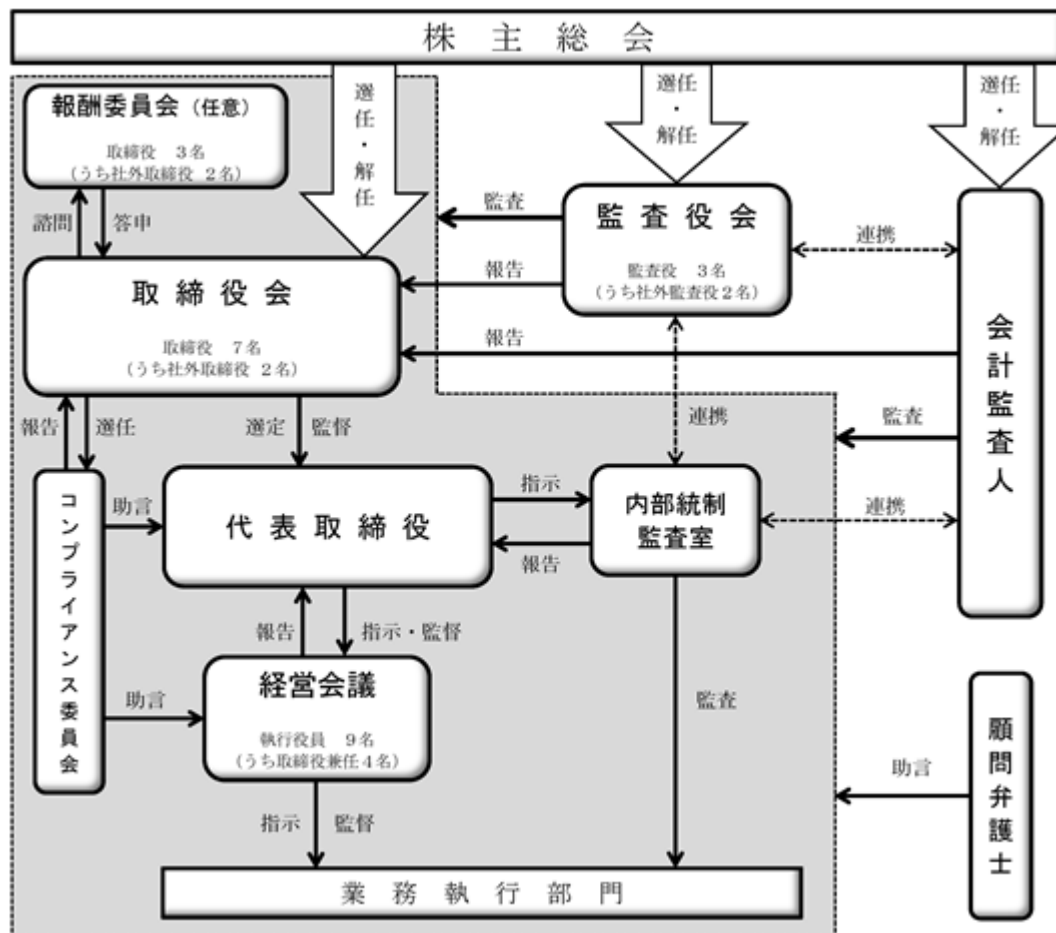 株主総会
選任・解任
選任・解任
選任・解任
報酬委員会（任意）
取締役　3名
（うち社外取締役 2名）
諮問
答申
監査
監査役会
監査役　3名
（うち社外監査役2名）
連携
報告
取締役会
取締役　7名
（うち社外取締役 2名）
報告
会計監査人
報告
選任
選定
監督
連携
監査
コンプライアンス委員会
助言
代表取締役
指示
報告
内部統制
監査室
連携
報告
指示・監督
助言
経営会議
執行役員　9名
（うち取締役兼任4名）
監査
顧問弁護士
助言
指示
監督
業務執行部門